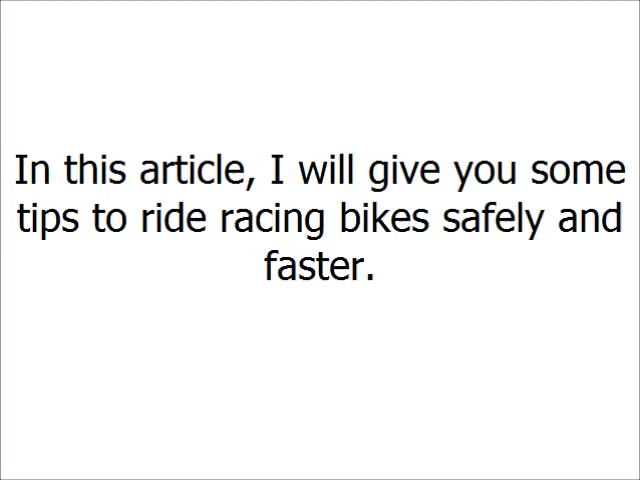 In this article, I will give you some
tips to ride racing bikes safely and
faster.